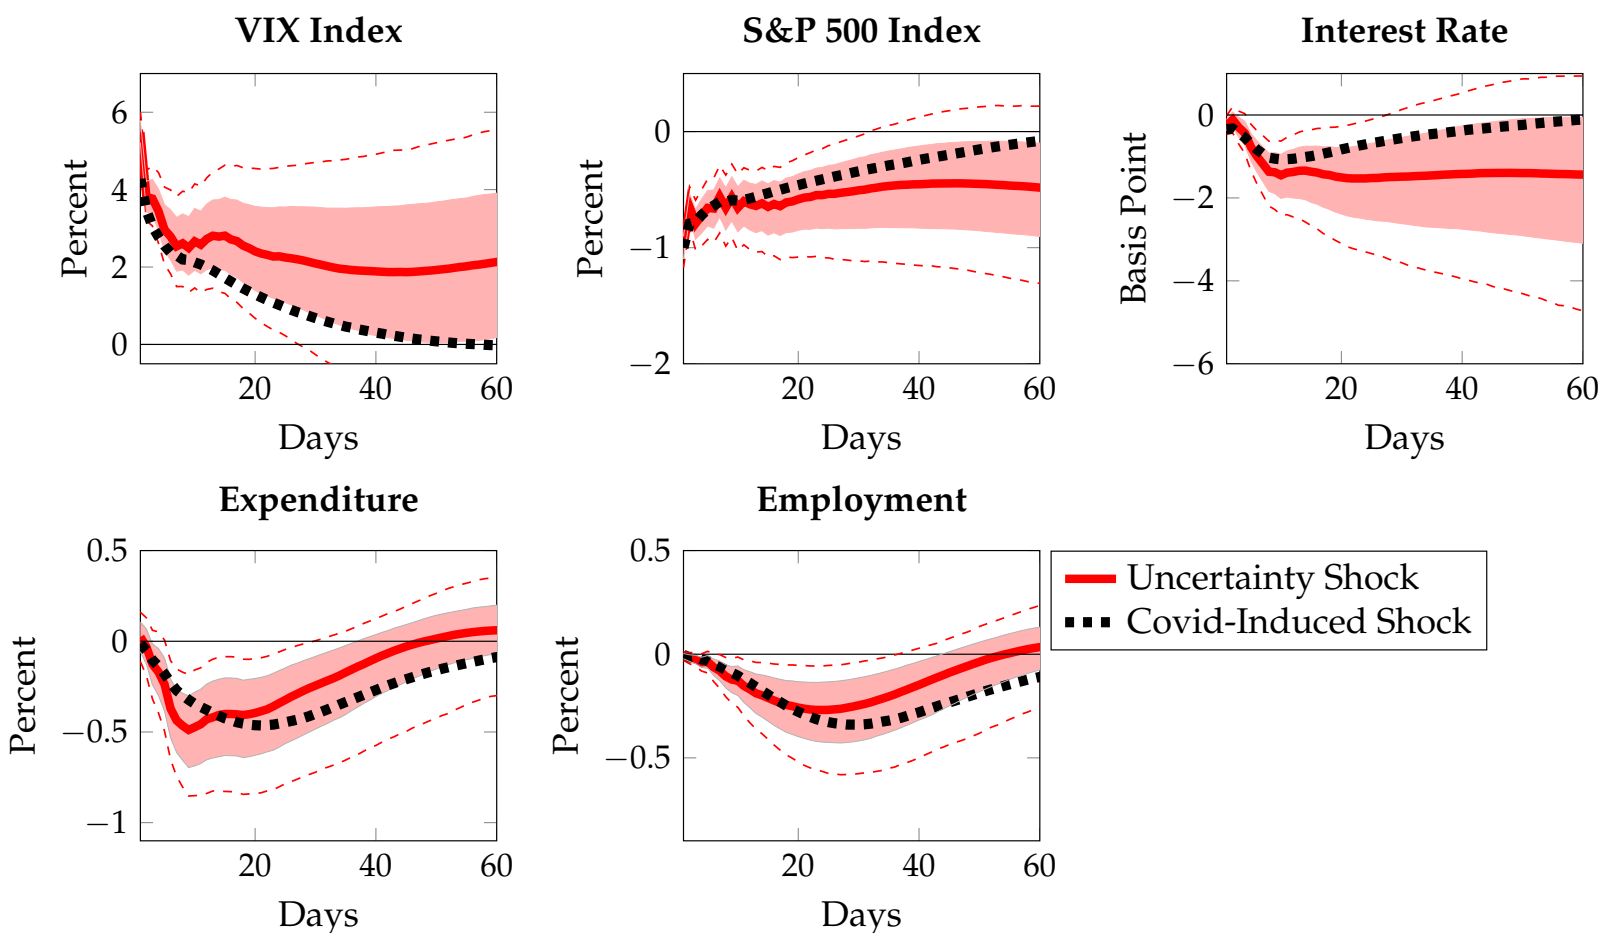 VIX Index
Percent
6
4
2
0
20
40
60
Days
S&P 500 Index
Percent
0
−1
−2
20
40
60
Days
Interest Rate
Basis Point
0
−2
−4
−6
20
40
60
Days
Expenditure
Percent
0.5
0
−0.5
−1
20
40
60
Days
Employment
Percent
0.5
0
−0.5
20
40
60
Days
Uncertainty Shock
Covid-Induced Shock